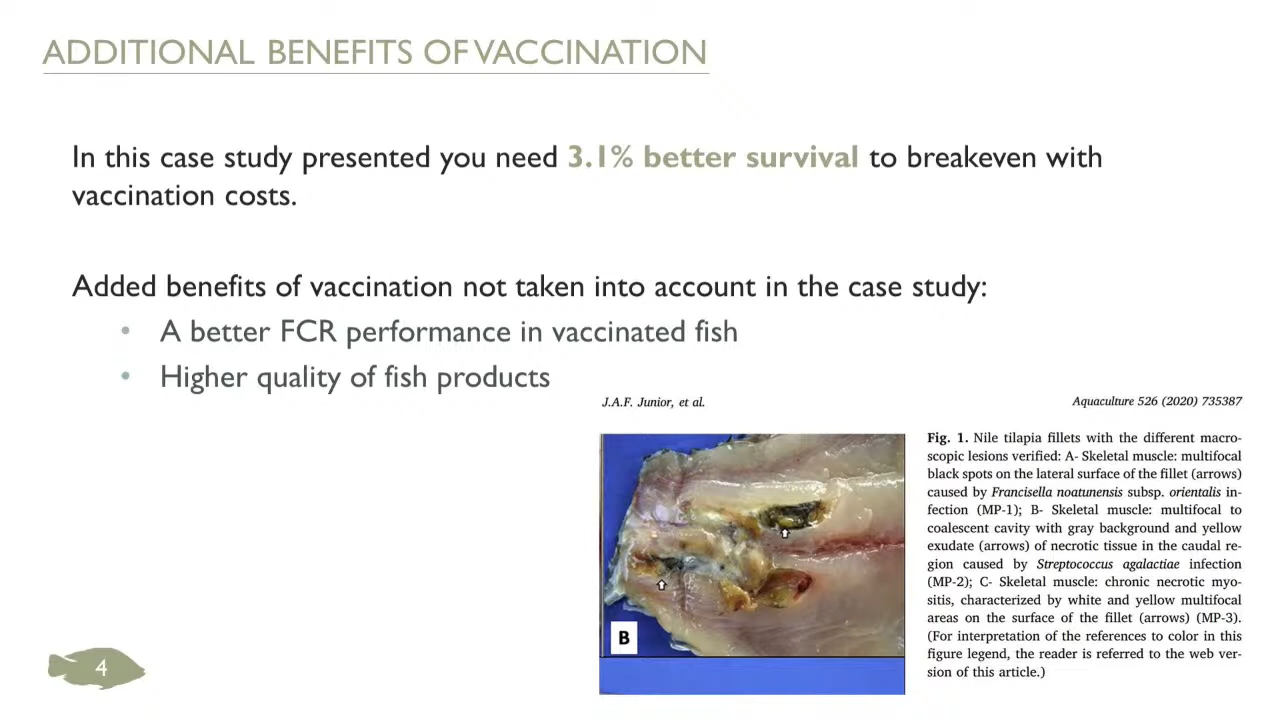 ADDITIONAL BENEFITS OF VACCINATION
In this case study presented you need 3.1% better survival to breakeven with
vaccination costs.
Added benefits of vaccination not taken into account in the case study:
• A better FCR performance in vaccinated fish
• Higher quality of fish products
J.A.F. Junior, et al.
Aquaculture 526 (2020) 735387
Fig. 1. Nile tilapia fillets with the different macro-
scopic lesions verified: A- Skeletal muscle: multifocal
black spots on the lateral surface of the fillet (arrows)
caused by Francisella noatunensis subsp. orientalis in-
fection (MP-1); B- Skeletal muscle: multifocal to
coalescent cavity with gray background and yellow
exudate (arrows) of necrotic tissue in the caudal re-
gion caused by Streptococcus agalactiae infection
(MP-2); C- Skeletal muscle: chronic necrotic myo-
sitis, characterized by white and yellow multifocal
areas on the surface of the fillet (arrows) (MP-3).
(For interpretation of the references to color in this
figure legend, the reader is referred to the web ver-
sion of this article.)
B
4